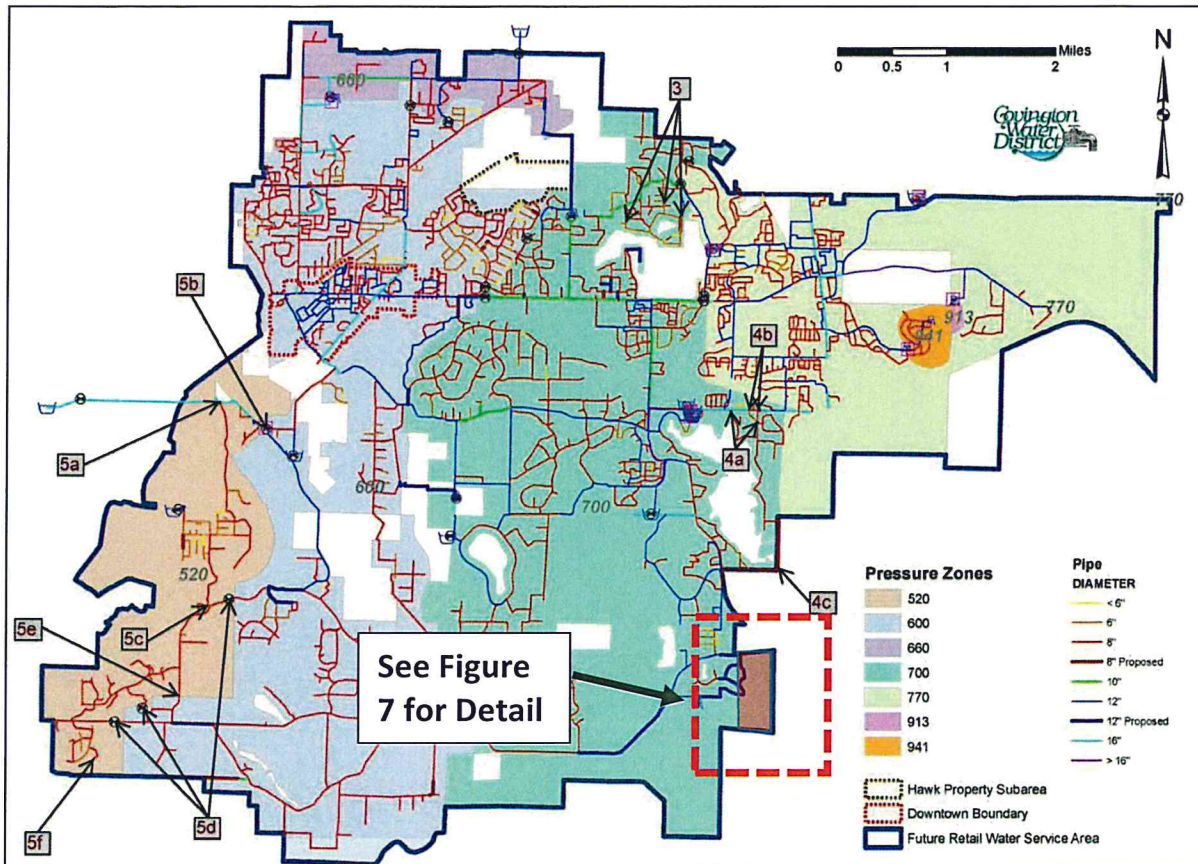 Miles
0 0.5 1 2
N
Covington
Water
District
3
660
770
5b
4b
770
913
941
5a
4a
660
700
520
4c
5e
5c
See Figure
7 for Detail
5d
5f
Pressure Zones
520
600
660
700
770
913
941
Pipe
DIAMETER
< 6"
6"
8"
8" Proposed
10"
12"
12" Proposed
16"
> 16"
Hawk Property Subarea
Downtown Boundary
Future Retail Water Service Area